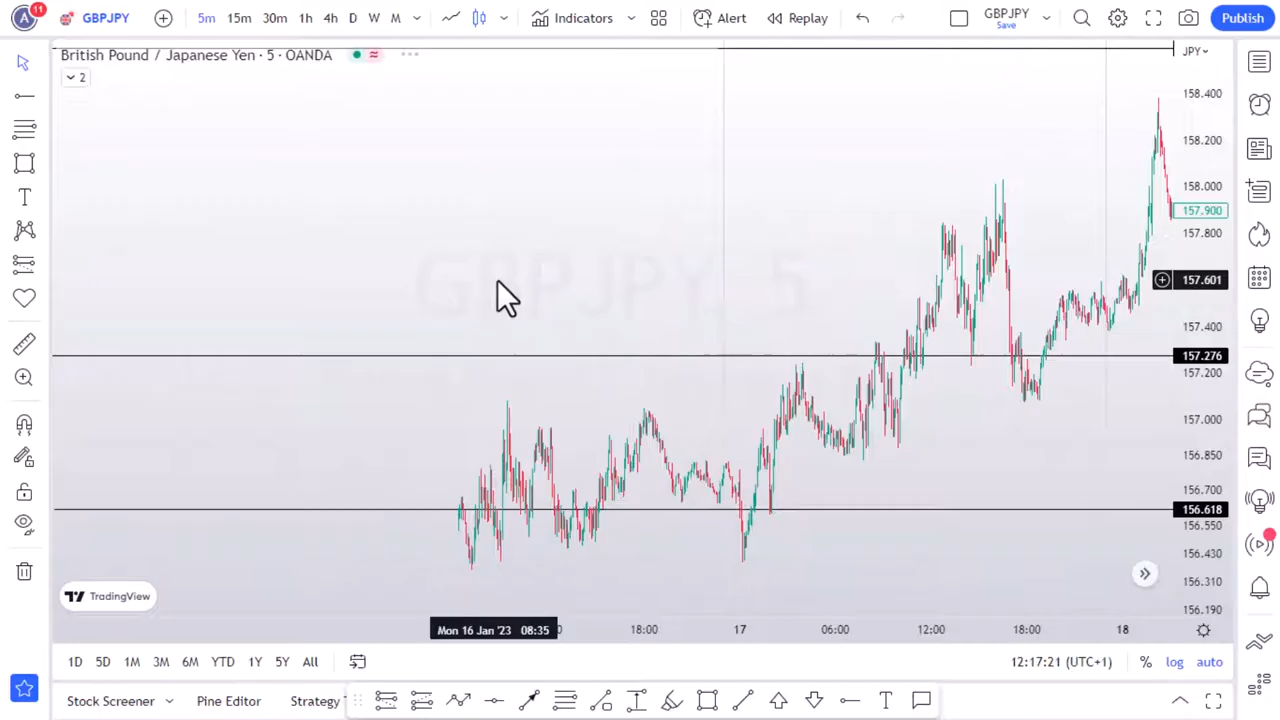 A 11 GBPJPY 5m 15m 30m 1h 4h D W M Indicators Alert Replay GBPJPY Save Publish
British Pound / Japanese Yen · 5 · OANDA
JPY
2
158.400
158.200
158.000
157.900
157.800
GBPJPY, 5
157.601
157.400
157.276
157.200
157.000
156.850
156.700
156.618
156.550
156.430
156.310
TradingView
156.190
Mon 16 Jan '23 08:35 0 18:00 17 06:00 12:00 18:00 18
1D 5D 1M 3M 6M YTD 1Y 5Y All 12:17:21 (UTC+1) % log auto
Stock Screener Pine Editor Strategy T